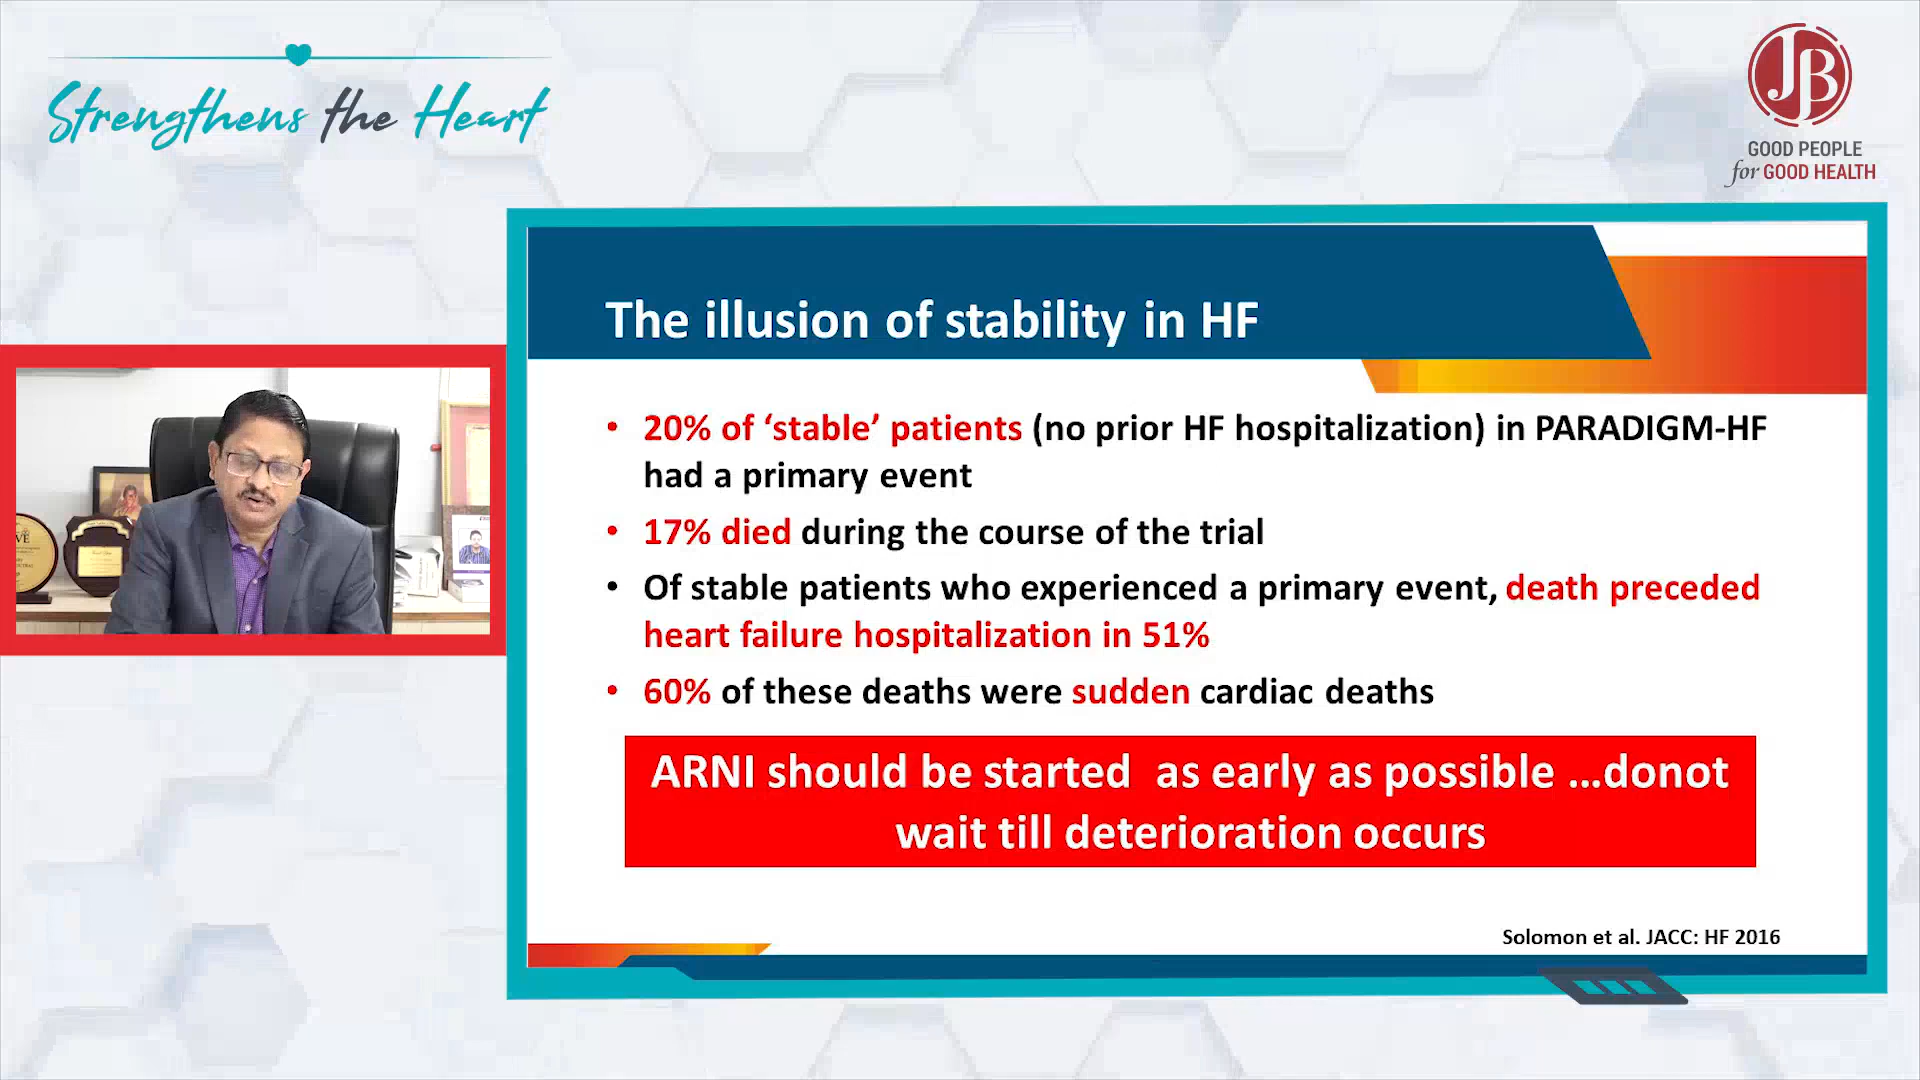 Strengthens the Heart
JB
GOOD PEOPLE
for GOOD HEALTH
The illusion of stability in HF
• 20% of ‘stable’ patients (no prior HF hospitalization) in PARADIGM-HF
had a primary event
• 17% died during the course of the trial
• Of stable patients who experienced a primary event, death preceded
heart failure hospitalization in 51%
• 60% of these deaths were sudden cardiac deaths
ARNI should be started as early as possible ...donot
wait till deterioration occurs
Solomon et al. JACC: HF 2016